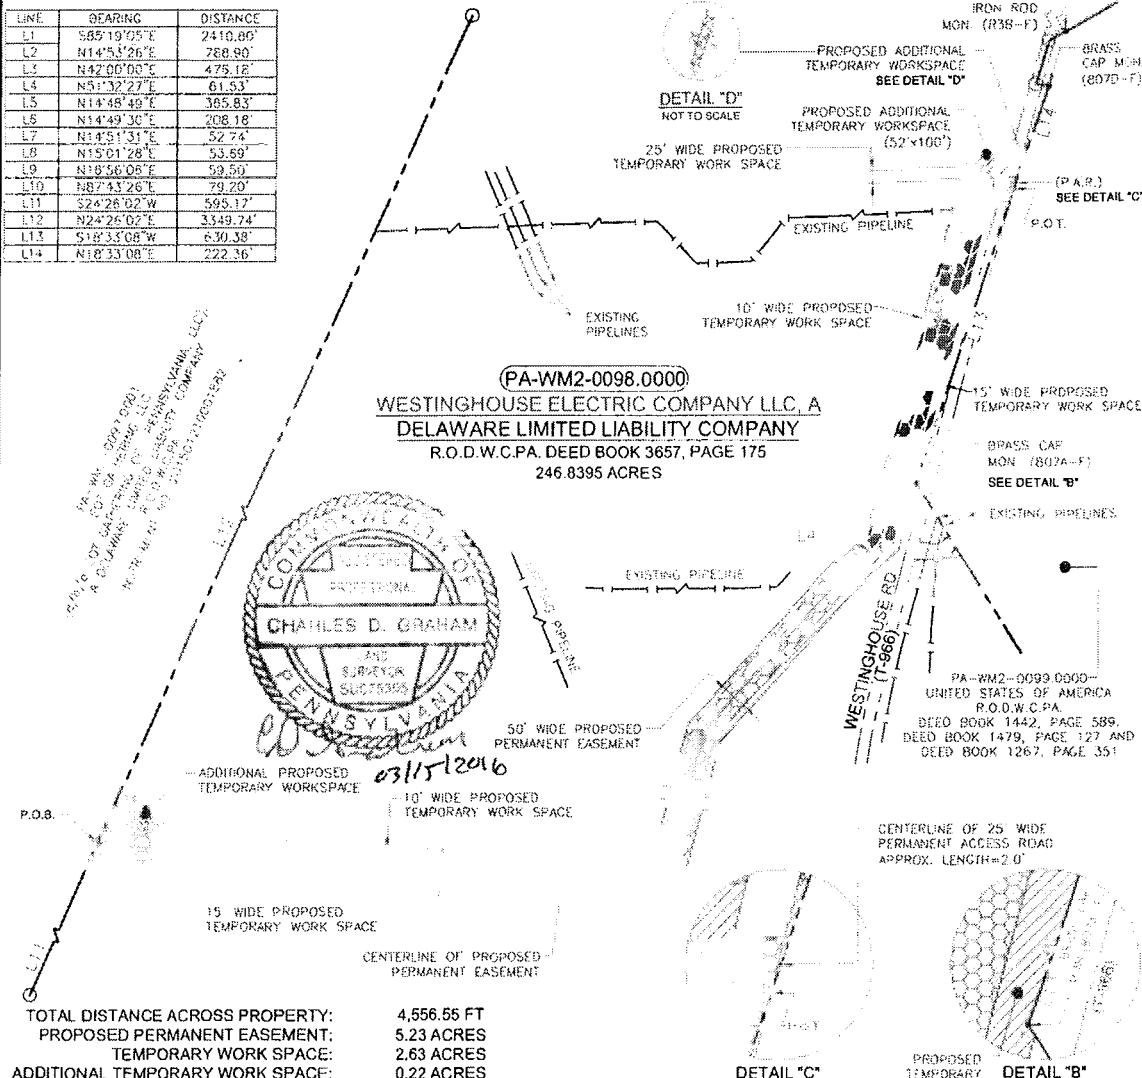 LINE BEARING DISTANCE
L1 S85°19'05"E 2410.80'
L2 N14°53'26"E 788.90'
L3 N42°00'00"E 475.18'
L4 N51°32'27"E 61.53'
L5 N14°48'49"E 385.83'
L6 N14°49'30"E 208.18'
L7 N14°51'31"E 52.74'
L8 N15°01'28"E 53.69'
L9 N16°56'06"E 59.50'
L10 N87°43'26"E 79.20'
L11 S24°26'02"W 595.17'
L12 N24°26'02"E 3349.74'
L13 S18°33'08"W 630.38'
L14 N18°33'08"E 222.36'
IRON ROD
MON. (R38-F)
BRASS
CAP MON.
(807D-F)
PROPOSED ADDITIONAL
TEMPORARY WORKSPACE
SEE DETAIL "D"
DETAIL "D"
NOT TO SCALE
PROPOSED ADDITIONAL
TEMPORARY WORKSPACE
(52'x100')
L14
25' WIDE PROPOSED
TEMPORARY WORK SPACE
(P.A.R.)
SEE DETAIL "C"
P.O.T.
EXISTING PIPELINE
EXISTING
PIPELINES
10' WIDE PROPOSED
TEMPORARY WORK SPACE
L13
PA-WM2-0098.0000
WESTINGHOUSE ELECTRIC COMPANY LLC, A
DELAWARE LIMITED LIABILITY COMPANY
R.O.D.W.C.PA. DEED BOOK 3657, PAGE 175
246.8395 ACRES
15' WIDE PROPOSED
TEMPORARY WORK SPACE
BRASS CAP
MON. (807A-F)
SEE DETAIL "B"
EXISTING PIPELINES
L12
L4
EXISTING PIPELINE
COMMONWEALTH OF
PROFESSIONAL
CHARLES D. GRAHAM
AND
SURVEYOR
PENNSYLVANIA
03/15/2016
PIPELINE
WESTINGHOUSE RD
(T-966)
PA-WM2-0099.0000
UNITED STATES OF AMERICA
R.O.D.W.C.PA.
DEED BOOK 1442, PAGE 589,
DEED BOOK 1479, PAGE 127 AND
DEED BOOK 1267, PAGE 351
50' WIDE PROPOSED
PERMANENT EASEMENT
ADDITIONAL PROPOSED
TEMPORARY WORKSPACE
10' WIDE PROPOSED
TEMPORARY WORK SPACE
P.O.B.
CENTERLINE OF 25' WIDE
PERMANENT ACCESS ROAD
APPROX. LENGTH=2.0'
15' WIDE PROPOSED
TEMPORARY WORK SPACE
CENTERLINE OF PROPOSED
PERMANENT EASEMENT
L11
TOTAL DISTANCE ACROSS PROPERTY: 4,556.55 FT
PROPOSED PERMANENT EASEMENT: 5.23 ACRES
TEMPORARY WORK SPACE: 2.63 ACRES
ADDITIONAL TEMPORARY WORK SPACE: 0.22 ACRES
DETAIL "C"
PROPOSED
TEMPORARY
DETAIL "B"